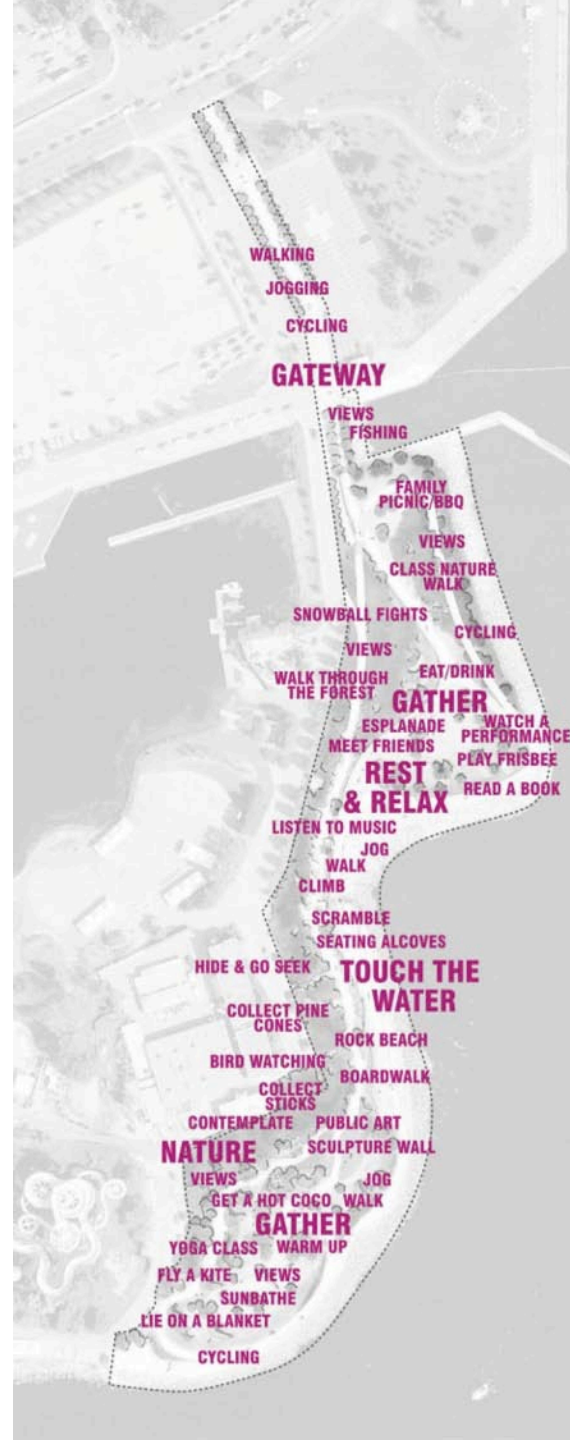 WALKING
JOGGING
CYCLING
GATEWAY
VIEWS
FISHING
FAMILY
PICNIC/BBQ
VIEWS
CLASS NATURE
WALK
SNOWBALL FIGHTS
CYCLING
VIEWS
EAT/DRINK
WALK THROUGH
THE FOREST
GATHER
ESPLANADE
WATCH A
PERFORMANCE
MEET FRIENDS
PLAY FRISBEE
REST
& RELAX
READ A BOOK
LISTEN TO MUSIC
JOG
WALK
CLIMB
SCRAMBLE
SEATING ALCOVES
HIDE & GO SEEK
TOUCH THE
WATER
COLLECT PINE
CONES
ROCK BEACH
BIRD WATCHING
BOARDWALK
COLLECT
STICKS
CONTEMPLATE
PUBLIC ART
NATURE
SCULPTURE WALL
VIEWS
JOG
GET A HOT COCO
WALK
GATHER
YOGA CLASS
WARM UP
FLY A KITE
VIEWS
SUNBATHE
LIE ON A BLANKET
CYCLING